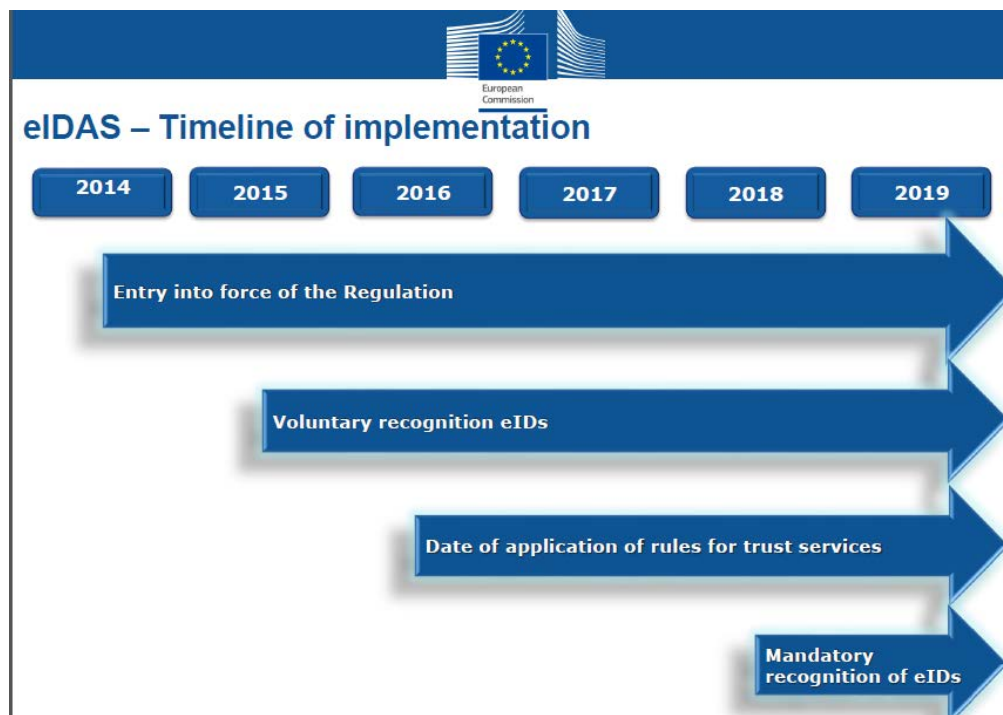 European
Commission
eIDAS – Timeline of implementation
2014
2015
2016
2017
2018
2019
Entry into force of the Regulation
Voluntary recognition eIDs
Date of application of rules for trust services
Mandatory
recognition of eIDs